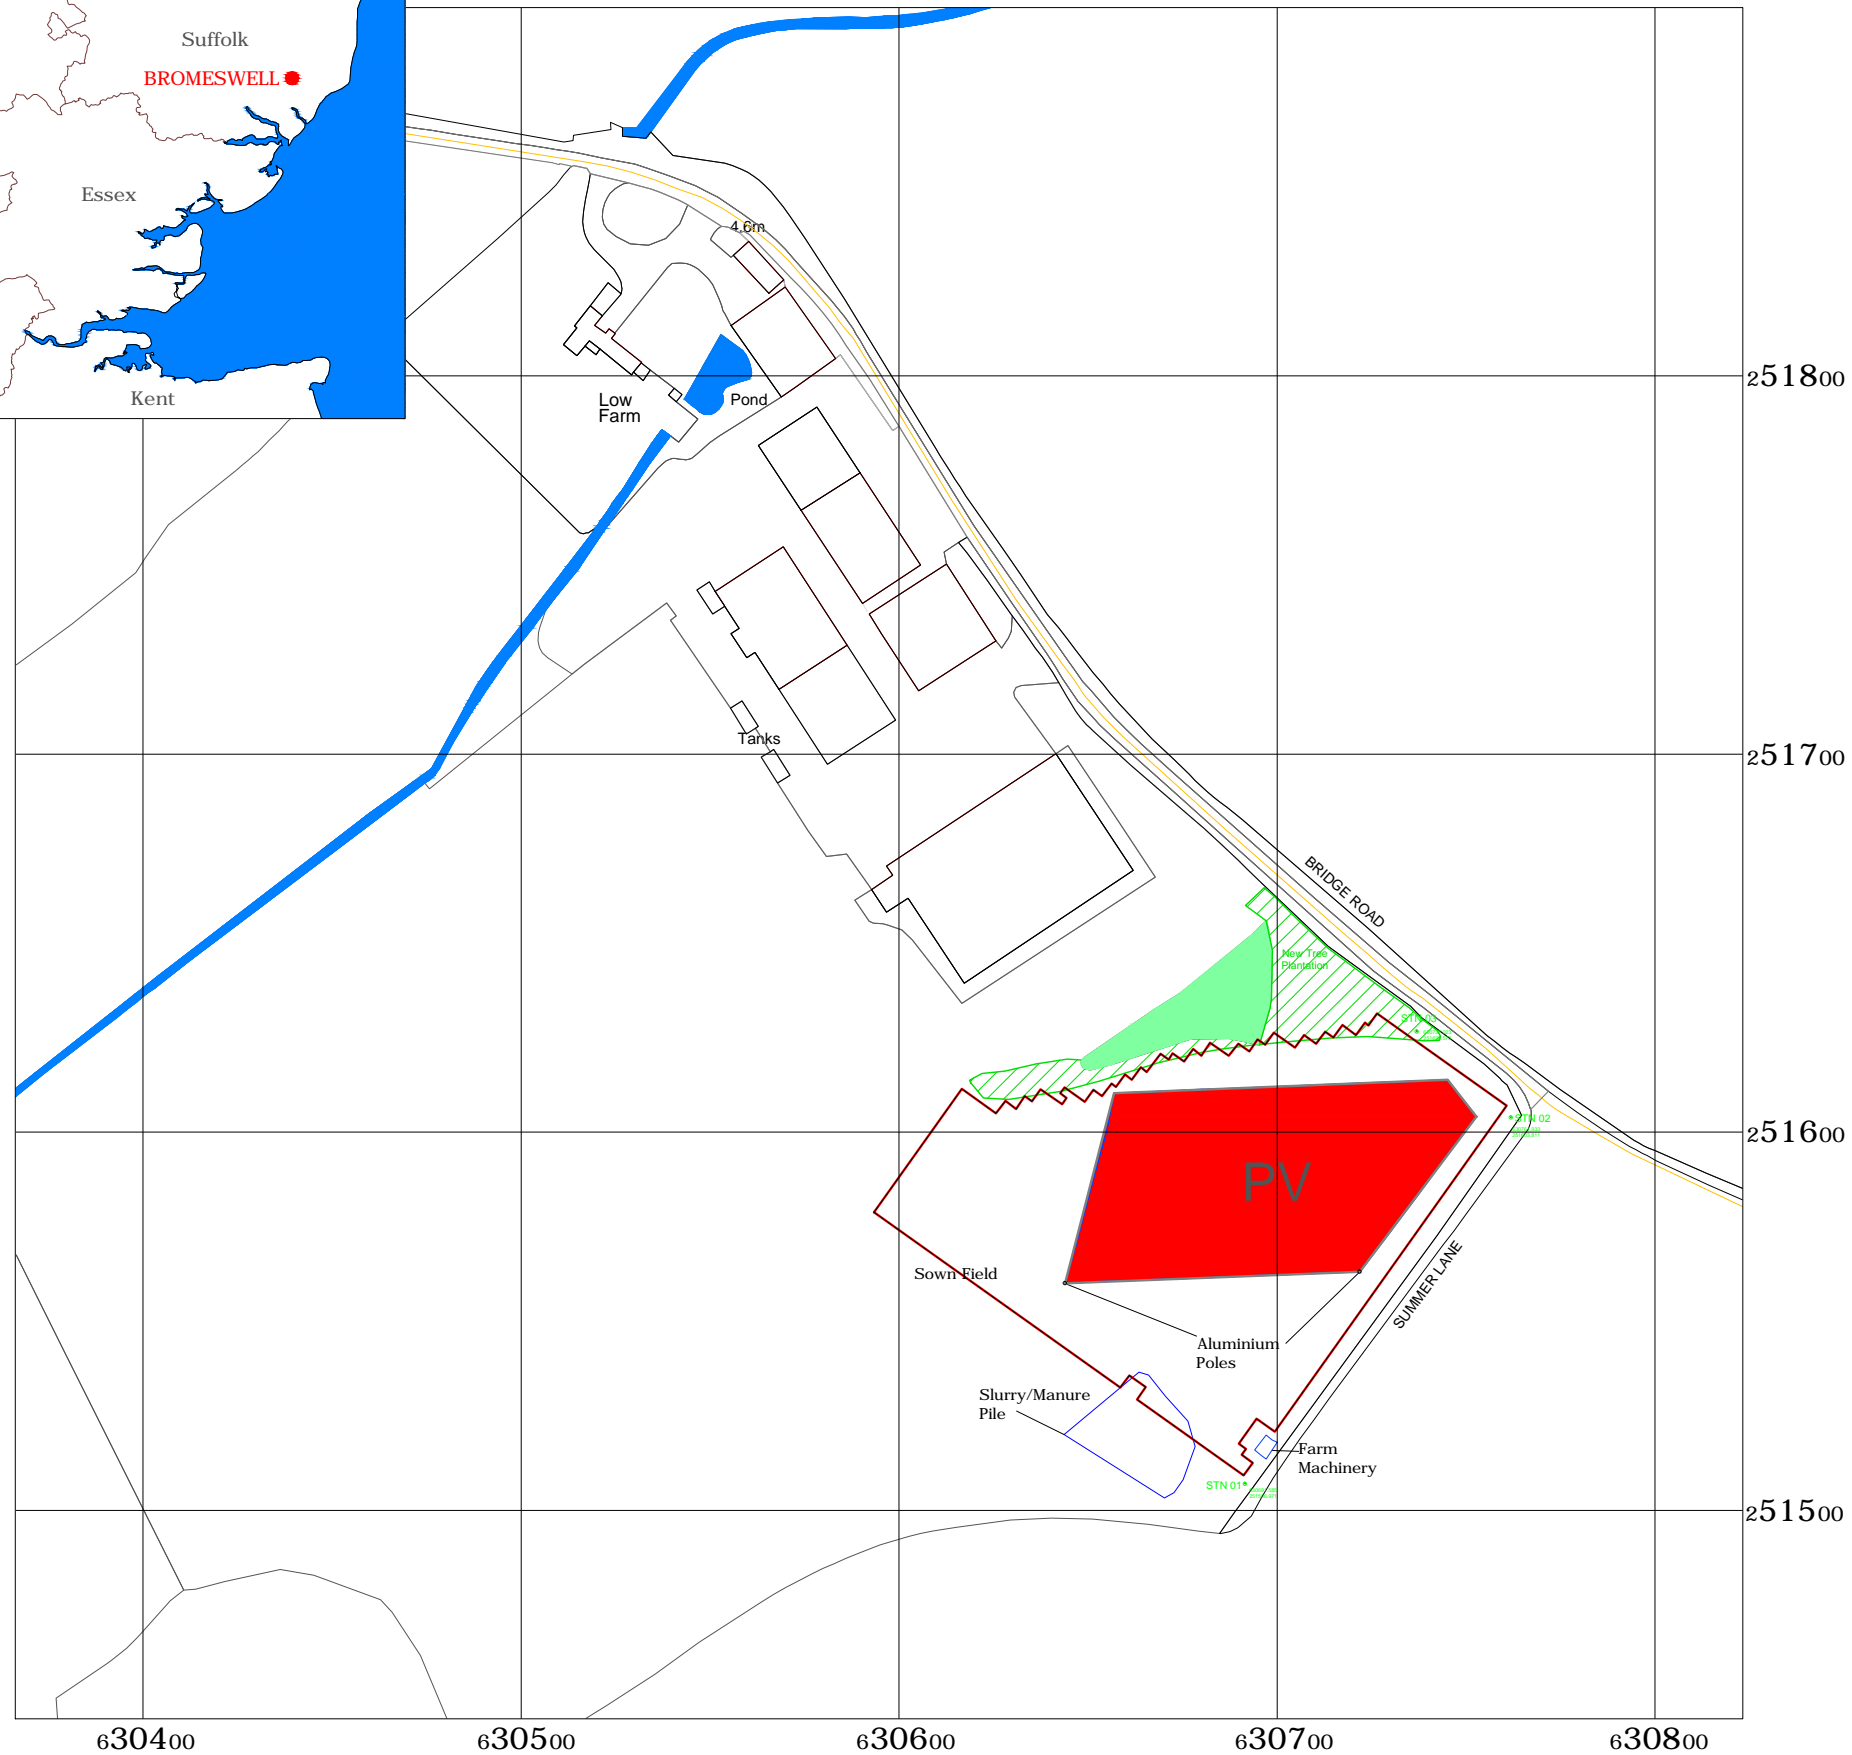 Suffolk
BROMESWELL
Essex
Kent
4.6m
Low
Farm
Pond
251800
Tanks
251700
BRIDGE ROAD
New Tree
Plantation
STN 03
STN 02
251600
PV
Sown Field
SUMMER LANE
Aluminium
Poles
Slurry/Manure
Pile
Farm
Machinery
STN 01
251500
630400
630500
630600
630700
630800